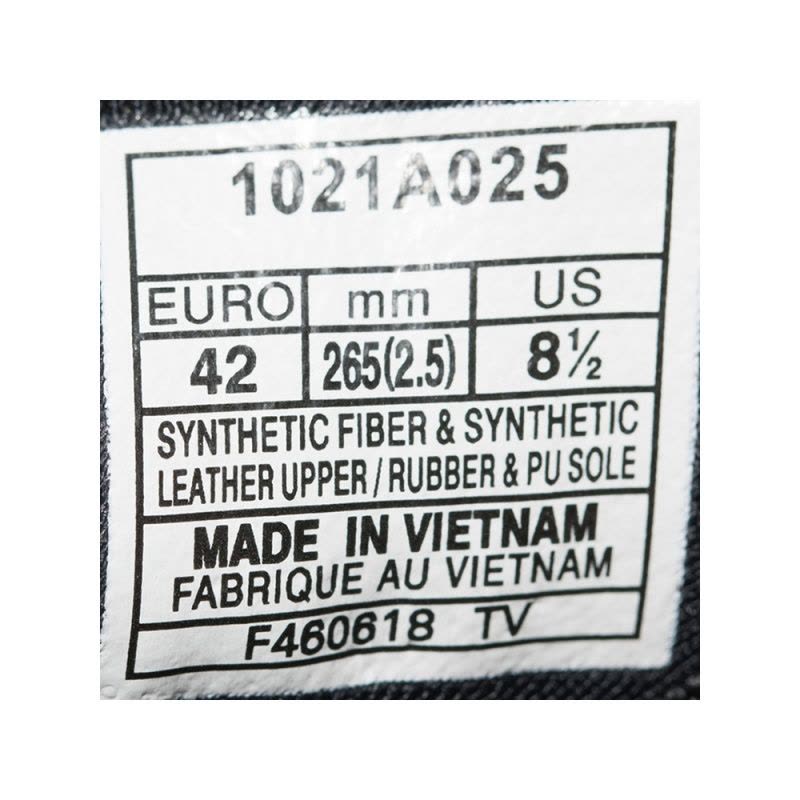 1021A025
EURO mm US
42 265(2.5) 8½
SYNTHETIC FIBER & SYNTHETIC
LEATHER UPPER / RUBBER & PU SOLE
MADE IN VIETNAM
FABRIQUE AU VIETNAM
F460618 TV